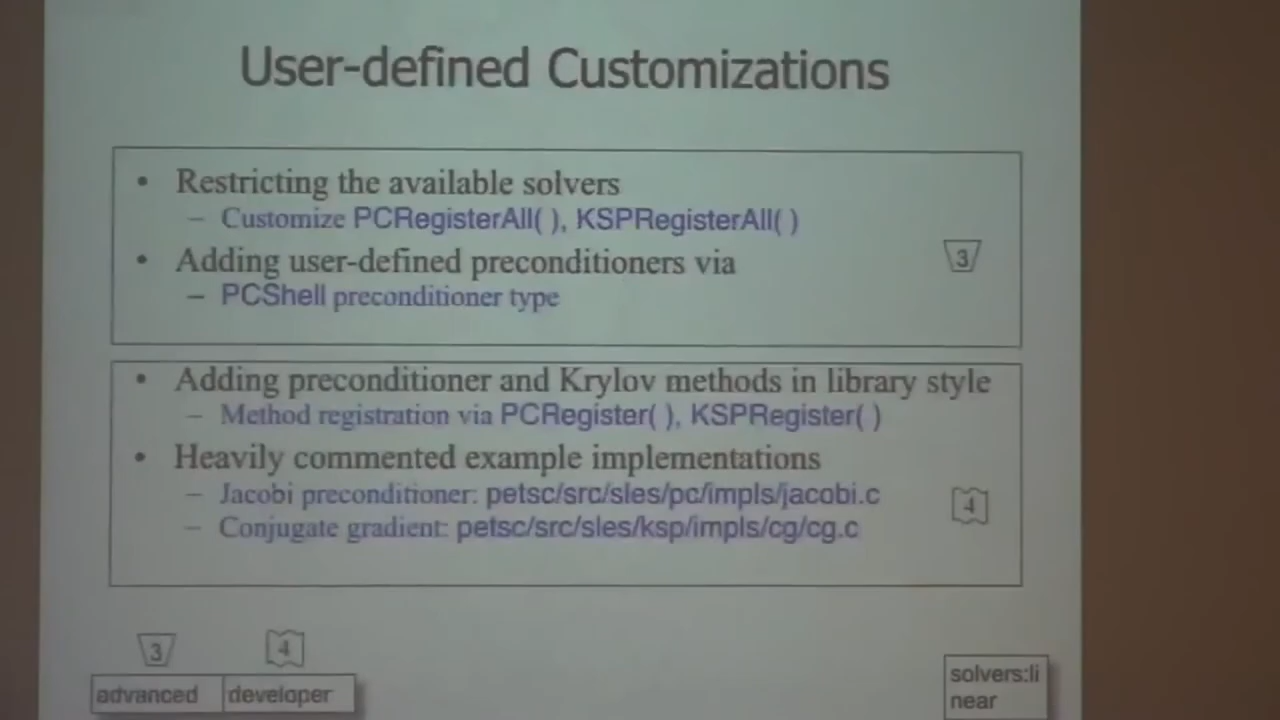 User-defined Customizations
• Restricting the available solvers
– Customize PCRegisterAll( ), KSPRegisterAll( )
• Adding user-defined preconditioners via
– PCShell preconditioner type
3
• Adding preconditioner and Krylov methods in library style
– Method registration via PCRegister( ), KSPRegister( )
• Heavily commented example implementations
– Jacobi preconditioner: petsc/src/sles/pc/impls/jacobi.c
– Conjugate gradient: petsc/src/sles/ksp/impls/cg/cg.c
4
3 4
advanced developer
solvers:li
near